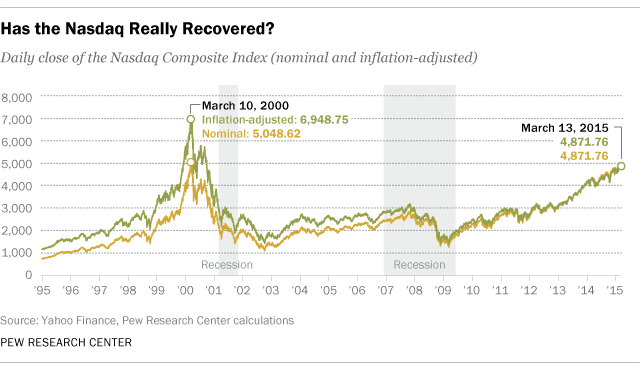 Has the Nasdaq Really Recovered?
Daily close of the Nasdaq Composite Index (nominal and inflation-adjusted)
8,000
7,000
6,000
5,000
4,000
3,000
2,000
1,000
0
March 10, 2000
Inflation-adjusted: 6,948.75
Nominal: 5,048.62
March 13, 2015
4,871.76
4,871.76
Recession
Recession
'95 '96 '97 '98 '99 '00 '01 '02 '03 '04 '05 '06 '07 '08 '09 '10 '11 '12 '13 '14 '15
Source: Yahoo Finance, Pew Research Center calculations
PEW RESEARCH CENTER